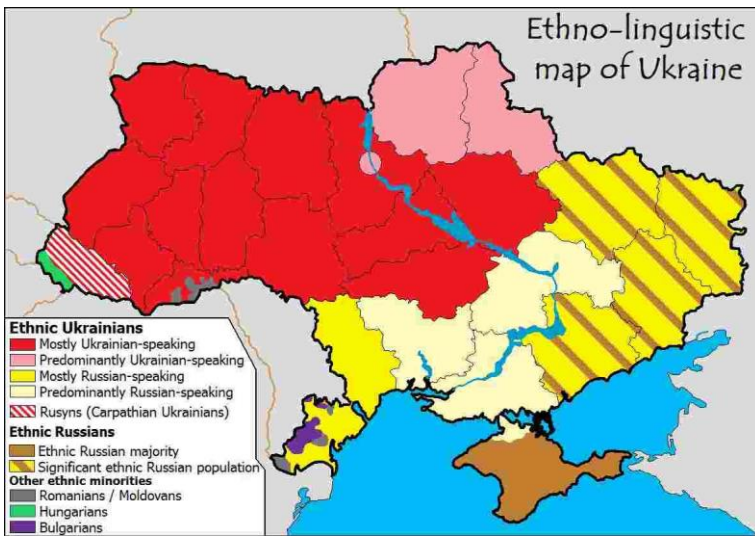 Ethno-linguistic
map of Ukraine
Ethnic Ukrainians
Mostly Ukrainian-speaking
Predominantly Ukrainian-speaking
Mostly Russian-speaking
Predominantly Russian-speaking
Rusyns (Carpathian Ukrainians)
Ethnic Russians
Ethnic Russian majority
Significant ethnic Russian population
Other ethnic minorities
Romanians / Moldovans
Hungarians
Bulgarians